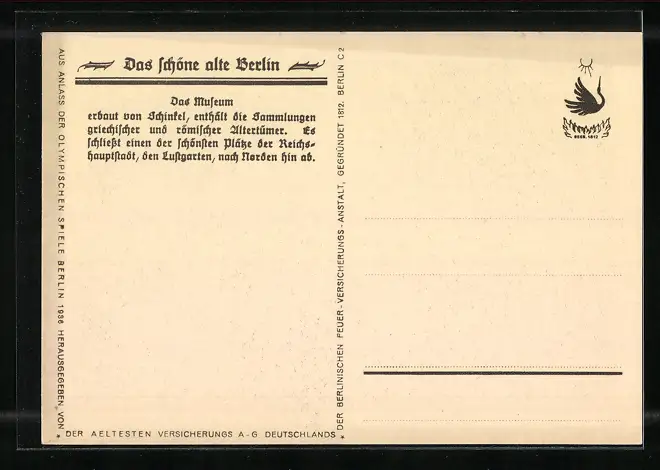 Das schöne alte Berlin
Das Museum
erbaut von Schinkel, enthält die Sammlungen
griechischer und römischer Altertümer. Es
schließt einen der schönsten Plätze der Reichs-
hauptstadt, den Lustgarten, nach Norden hin ab.
AUS ANLASS DER OLYMPISCHEN SPIELE BERLIN 1936 HERAUSGEGEBEN VON
* DER AELTESTEN VERSICHERUNGS A-G DEUTSCHLANDS *
DER BERLINISCHEN FEUER-VERSICHERUNGS-ANSTALT, GEGRÜNDET 1812. BERLIN C 2
GEGR. 1812